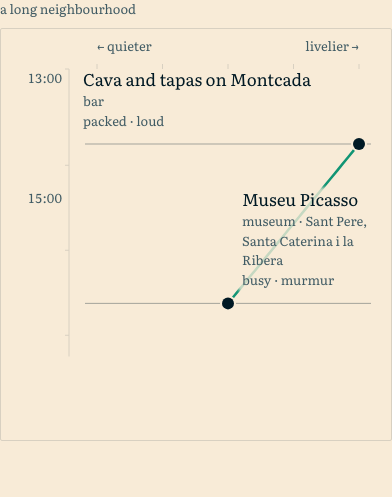 a long neighbourhood
← quieter
livelier →
13:00
Cava and tapas on Montcada
bar
packed · loud
15:00
Museu Picasso
museum · Sant Pere,
Santa Caterina i la
Ribera
busy · murmur